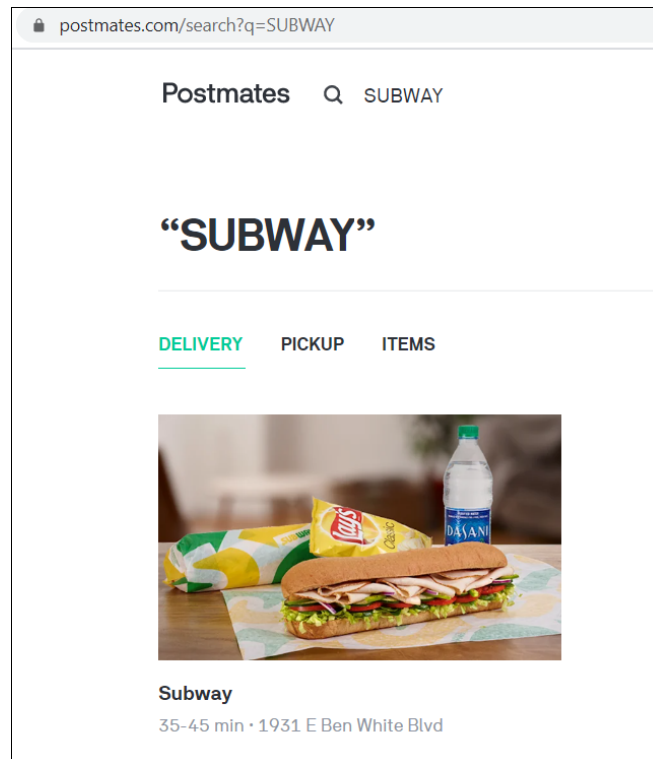 postmates.com/search?q=SUBWAY
Postmates SUBWAY
“SUBWAY”
DELIVERY PICKUP ITEMS
Lay's
Classic
DASANI
Subway
35-45 min · 1931 E Ben White Blvd